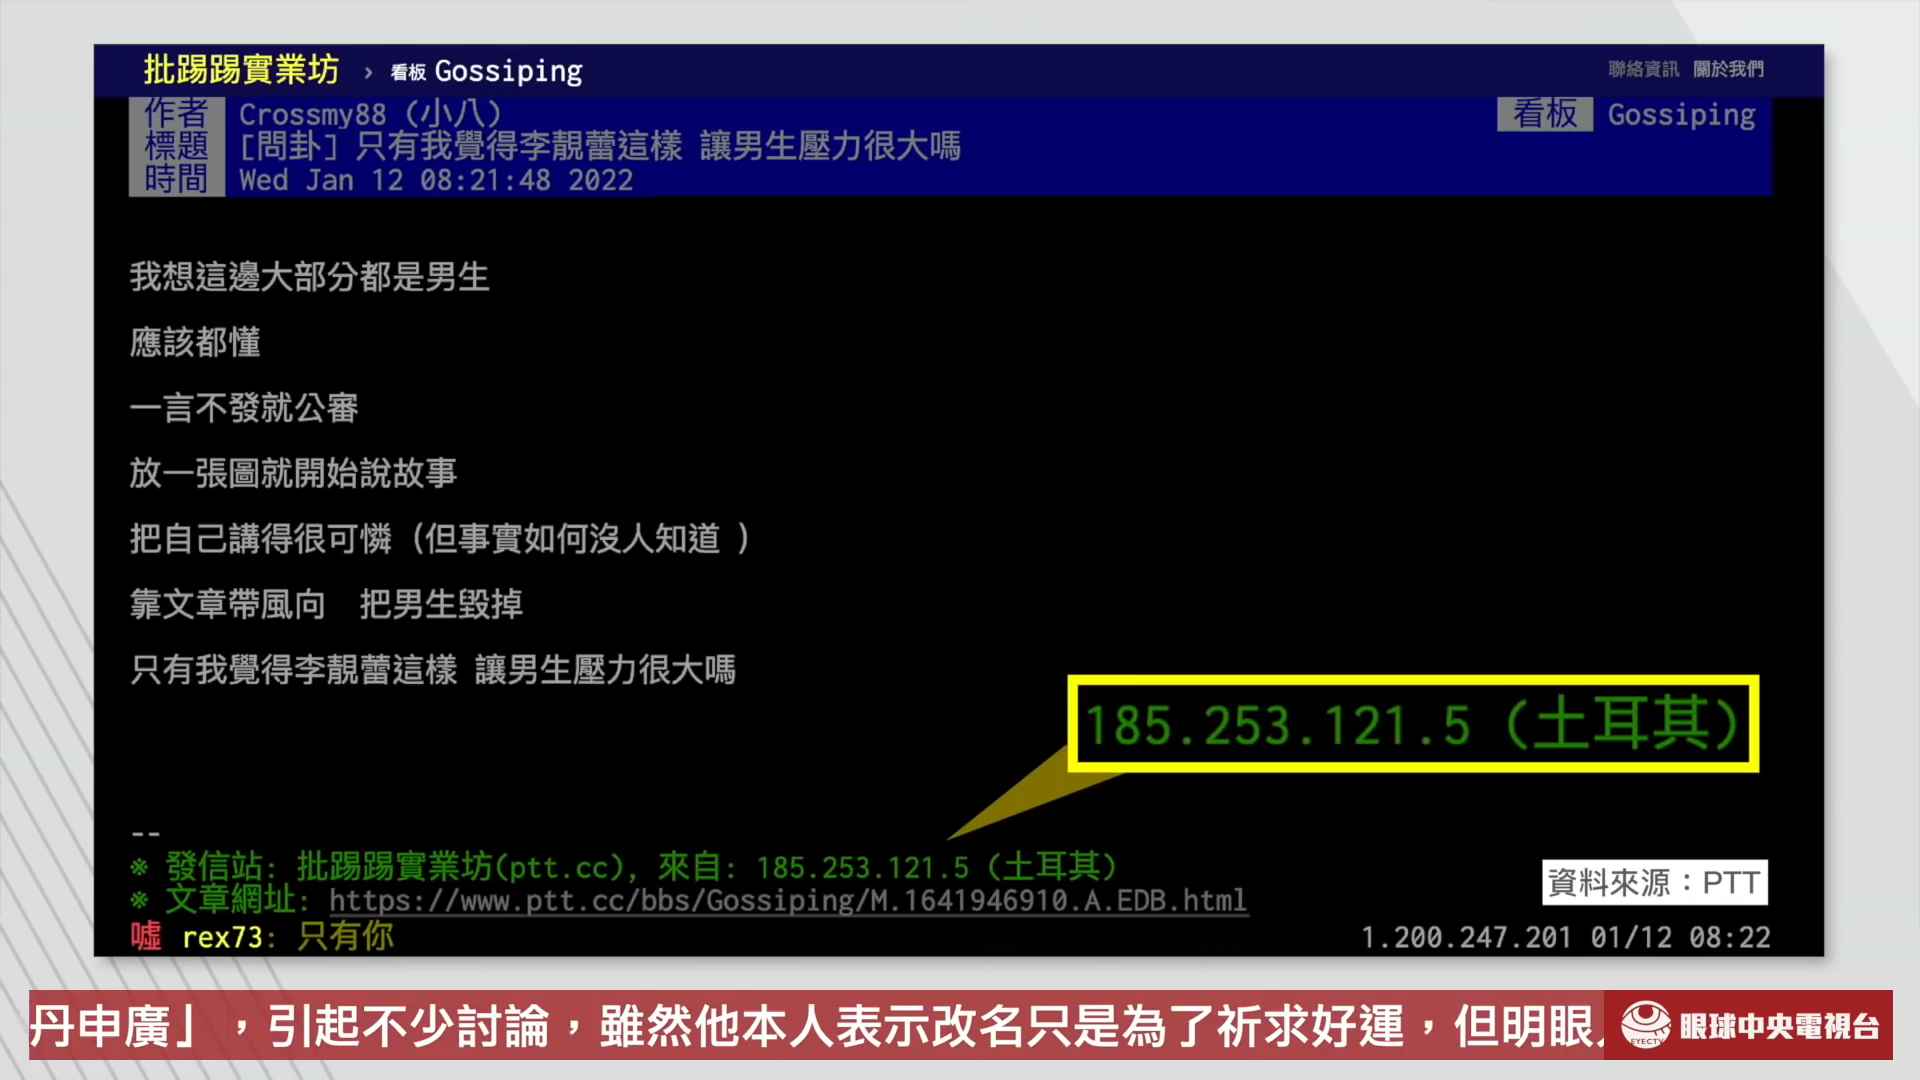 批踢踢實業坊 › 看板 Gossiping 聯絡資訊 關於我們
作者 Crossmy88 (小八) 看板 Gossiping
標題 [問卦] 只有我覺得李靚蕾這樣 讓男生壓力很大嗎
時間 Wed Jan 12 08:21:48 2022
我想這邊大部分都是男生
應該都懂
一言不發就公審
放一張圖就開始說故事
把自己講得很可憐 (但事實如何沒人知道 )
靠文章帶風向 把男生毀掉
只有我覺得李靚蕾這樣 讓男生壓力很大嗎
185.253.121.5 (土耳其)
--
※ 發信站: 批踢踢實業坊(ptt.cc), 來自: 185.253.121.5 (土耳其)
※ 文章網址: https://www.ptt.cc/bbs/Gossiping/M.1641946910.A.EDB.html
資料來源：PTT
噓 rex73: 只有你 1.200.247.201 01/12 08:22
丹申廣」，引起不少討論，雖然他本人表示改名只是為了祈求好運，但明眼
EYECTV 眼球中央電視台